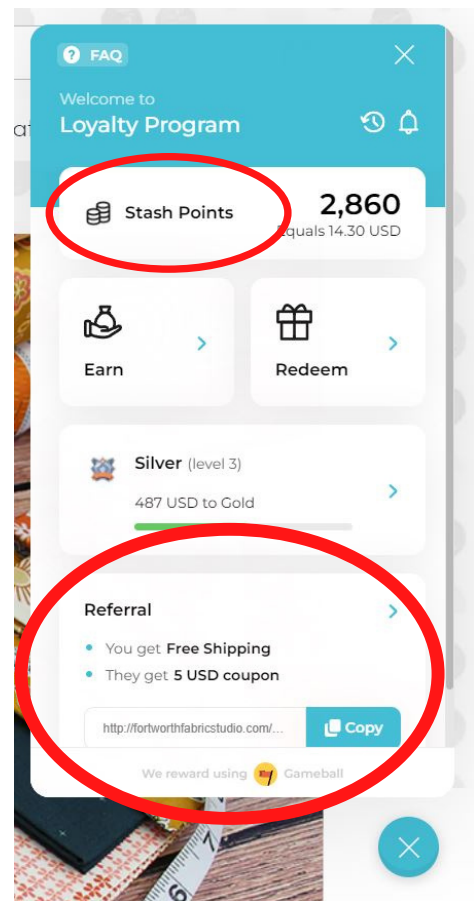 FAQ
Welcome to
Loyalty Program
Stash Points
2,860
Equals 14.30 USD
Earn
Redeem
Silver (level 3)
487 USD to Gold
Referral
You get Free Shipping
They get 5 USD coupon
http://fortworthfabricstudio.com/... Copy
We reward using Gameball
7
6